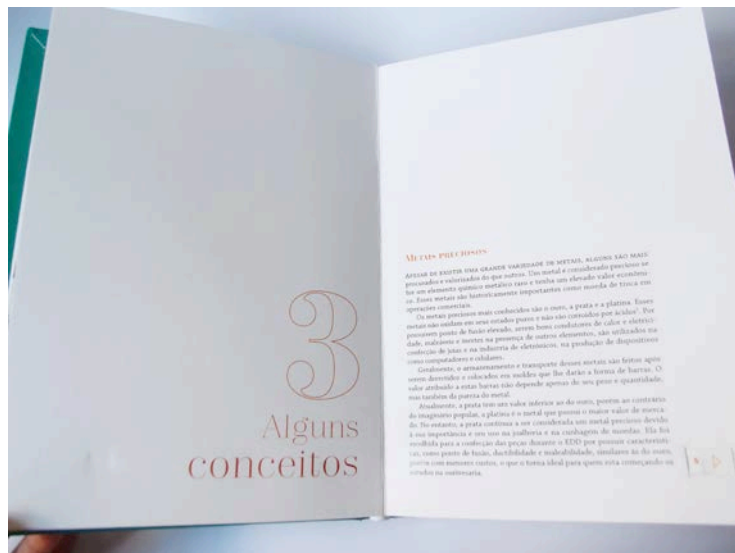 3
Alguns
conceitos
METAIS PRECIOSOS
APESAR DE EXISTIR UMA GRANDE VARIEDADE DE METAIS, ALGUNS SÃO MAIS
procurados e valorizados do que outros. Um metal é considerado precioso se
for um elemento químico metálico raro e tenha um elevado valor econômi-
co. Esses metais são historicamente importantes como moeda de troca em
operações comerciais.
Os metais preciosos mais conhecidos são o ouro, a prata e a platina. Esses
metais não oxidam em seus estados puros e não são corroídos por ácidos¹. Por
possuírem ponto de fusão elevado, serem bons condutores de calor e eletrici-
dade, maleáveis e inertes na presença de outros elementos, são utilizados na
confecção de joias e na indústria de eletrônicos, na produção de dispositivos
como computadores e celulares.
Geralmente, o armazenamento e transporte desses metais são feitos após
serem derretidos e colocados em moldes que lhe darão a forma de barras. O
valor atribuído a estas barras não depende apenas do seu peso e quantidade,
mas também da pureza do metal.
Atualmente, a prata tem um valor inferior ao do ouro, porém ao contrário
do imaginário popular, a platina é o metal que possui o maior valor de merca-
do. No entanto, a prata continua a ser considerada um metal precioso devido
à sua importância e seu uso na joalheria e na cunhagem de moedas. Ela foi
escolhida para a confecção das peças durante o EDD por possuir característi-
cas, como ponto de fusão, ductibilidade e maleabilidade, similares às do ouro,
porém com menores custos, o que o torna ideal para quem está começando os
estudos na ourivesaria.